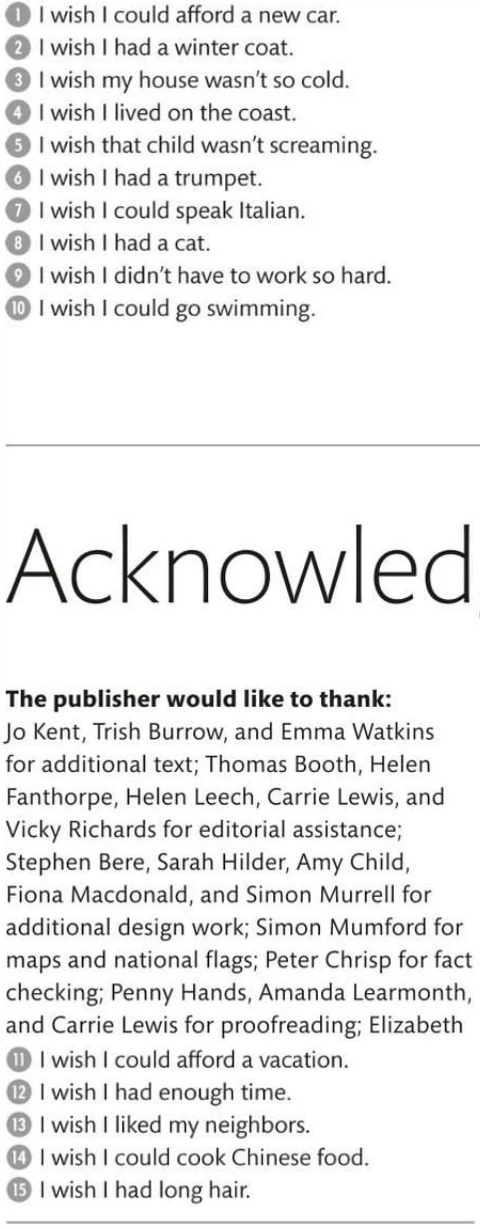 1 I wish I could afford a new car.
2 I wish I had a winter coat.
3 I wish my house wasn't so cold.
4 I wish I lived on the coast.
5 I wish that child wasn't screaming.
6 I wish I had a trumpet.
7 I wish I could speak Italian.
8 I wish I had a cat.
9 I wish I didn't have to work so hard.
10 I wish I could go swimming.
Acknowled
The publisher would like to thank:
Jo Kent, Trish Burrow, and Emma Watkins
for additional text; Thomas Booth, Helen
Fanthorpe, Helen Leech, Carrie Lewis, and
Vicky Richards for editorial assistance;
Stephen Bere, Sarah Hilder, Amy Child,
Fiona Macdonald, and Simon Murrell for
additional design work; Simon Mumford for
maps and national flags; Peter Chrisp for fact
checking; Penny Hands, Amanda Learmonth,
and Carrie Lewis for proofreading; Elizabeth
11 I wish I could afford a vacation.
12 I wish I had enough time.
13 I wish I liked my neighbors.
14 I wish I could cook Chinese food.
15 I wish I had long hair.